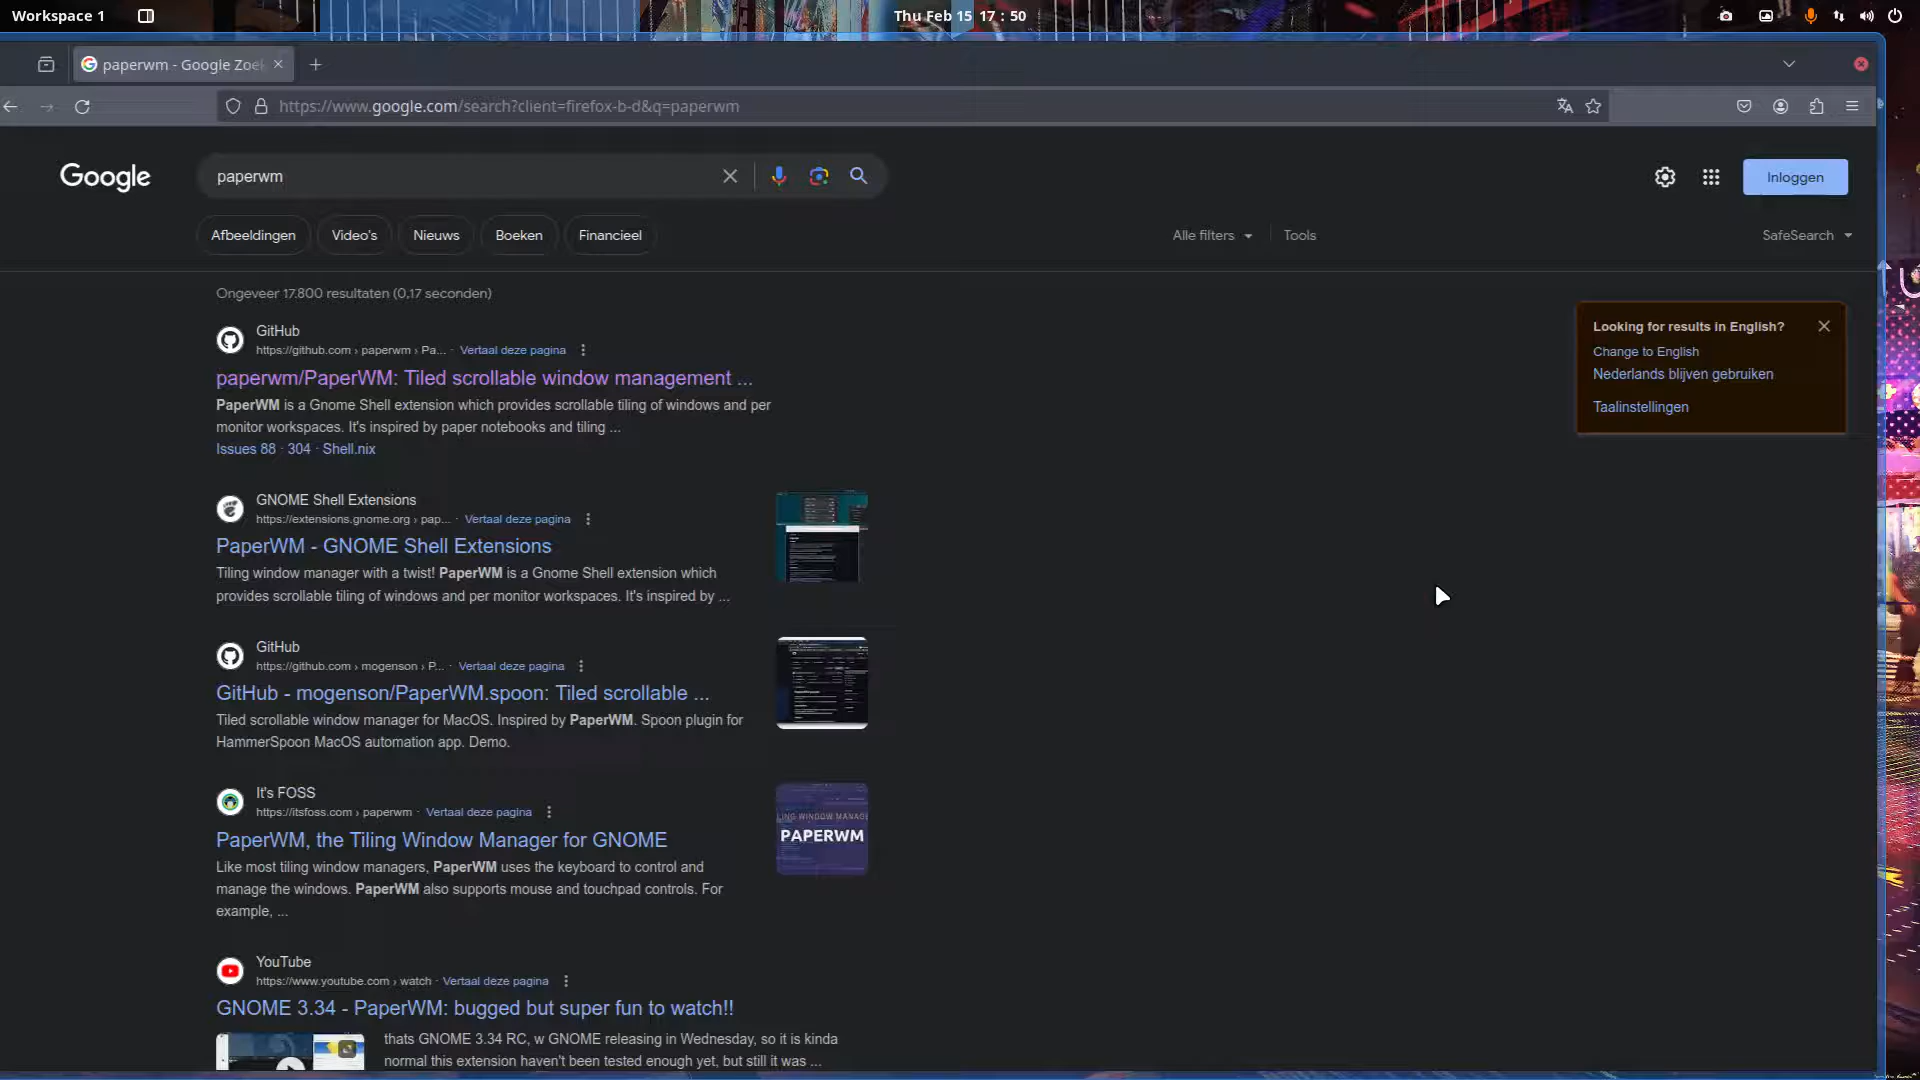 Workspace 1
Thu Feb 15 17 : 50
paperwm - Google Zoek
https://www.google.com/search?client=firefox-b-d&q=paperwm
Google
paperwm
Inloggen
Afbeeldingen Video's Nieuws Boeken Financieel
Alle filters Tools
SafeSearch
Ongeveer 17.800 resultaten (0,17 seconden)
Looking for results in English?
Change to English
Nederlands blijven gebruiken
Taalinstellingen
GitHub
https://github.com › paperwm › Pa... · Vertaal deze pagina
paperwm/PaperWM: Tiled scrollable window management ...
PaperWM is a Gnome Shell extension which provides scrollable tiling of windows and per
monitor workspaces. It's inspired by paper notebooks and tiling ...
Issues 88 · 304 · Shell.nix
GNOME Shell Extensions
https://extensions.gnome.org › pap... · Vertaal deze pagina
PaperWM - GNOME Shell Extensions
Tiling window manager with a twist! PaperWM is a Gnome Shell extension which
provides scrollable tiling of windows and per monitor workspaces. It's inspired by ...
GitHub
https://github.com › mogenson › P... · Vertaal deze pagina
GitHub - mogenson/PaperWM.spoon: Tiled scrollable ...
Tiled scrollable window manager for MacOS. Inspired by PaperWM. Spoon plugin for
HammerSpoon MacOS automation app. Demo.
It's FOSS
https://itsfoss.com › paperwm · Vertaal deze pagina
PaperWM, the Tiling Window Manager for GNOME
Like most tiling window managers, PaperWM uses the keyboard to control and
manage the windows. PaperWM also supports mouse and touchpad controls. For
example, ...
LING WINDOW MANAG
PAPERWM
YouTube
https://www.youtube.com › watch · Vertaal deze pagina
GNOME 3.34 - PaperWM: bugged but super fun to watch!!
thats GNOME 3.34 RC, w GNOME releasing in Wednesday, so it is kinda
normal this extension haven't been tested enough yet, but still it was ...